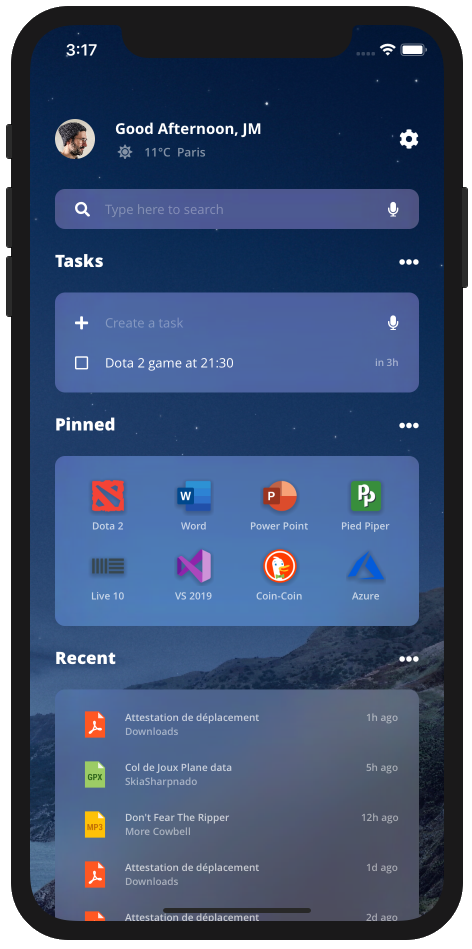 3:17
Good Afternoon, JM
11°C Paris
Type here to search
Tasks
Create a task
Dota 2 game at 21:30
in 3h
Pinned
W
P
Dota 2
Word
Power Point
Pied Piper
Live 10
VS 2019
Coin-Coin
Azure
Recent
Attestation de déplacement
1h ago
Downloads
Col de Joux Plane data
5h ago
GPX
SkiaSharpnado
Don't Fear The Ripper
12h ago
MP3
More Cowbell
Attestation de déplacement
1d ago
Downloads
Attestation de déplacement
2d ago